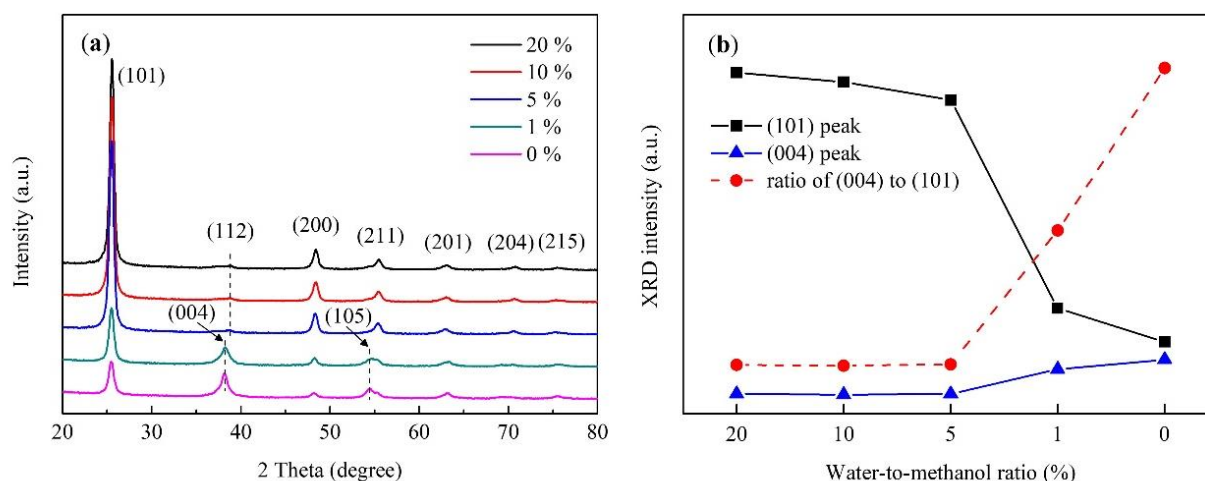 (a)
20 %
10 %
5 %
1 %
0 %
(101)
(112)
(200)
(211)
(201)
(204)
(215)
(004)
(105)
Intensity (a.u.)
20
30
40
50
60
70
80
2 Theta (degree)
(b)
(101) peak
(004) peak
ratio of (004) to (101)
XRD intensity (a.u.)
20
10
5
1
0
Water-to-methanol ratio (%)